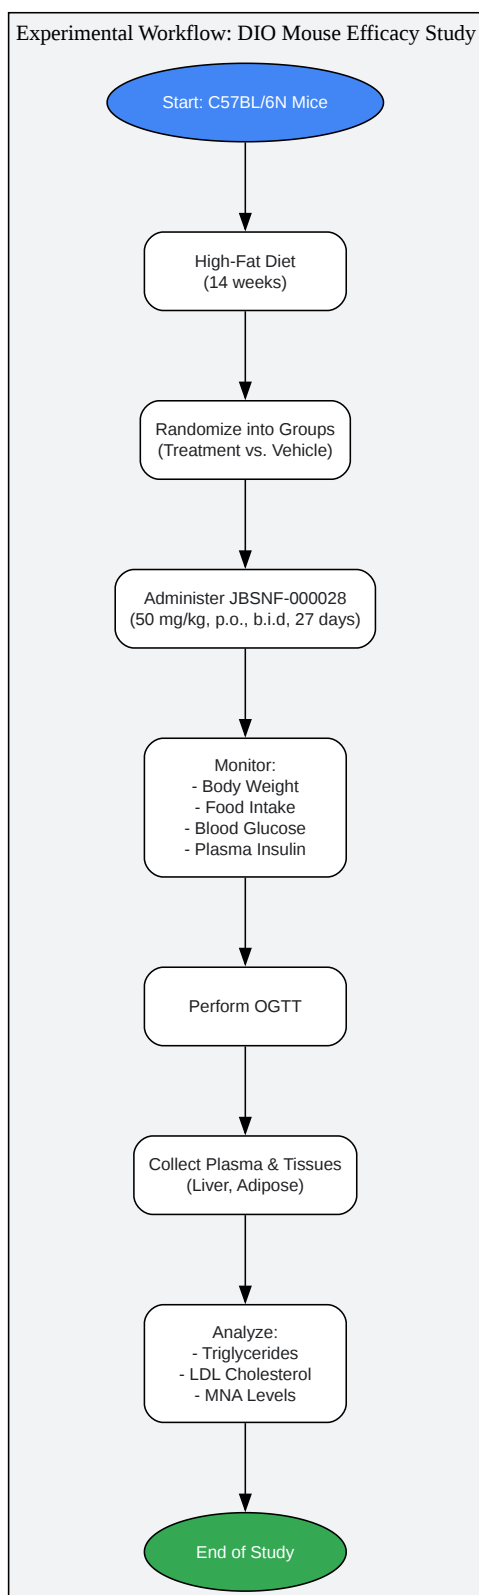 Experimental Workflow: DIO Mouse Efficacy Study
Start: C57BL/6N Mice
High-Fat Diet
(14 weeks)
Randomize into Groups
(Treatment vs. Vehicle)
Administer JBSNF-000028
(50 mg/kg, p.o., b.i.d, 27 days)
Monitor:
- Body Weight
- Food Intake
- Blood Glucose
- Plasma Insulin
Perform OGTT
Collect Plasma & Tissues
(Liver, Adipose)
Analyze:
- Triglycerides
- LDL Cholesterol
- MNA Levels
End of Study